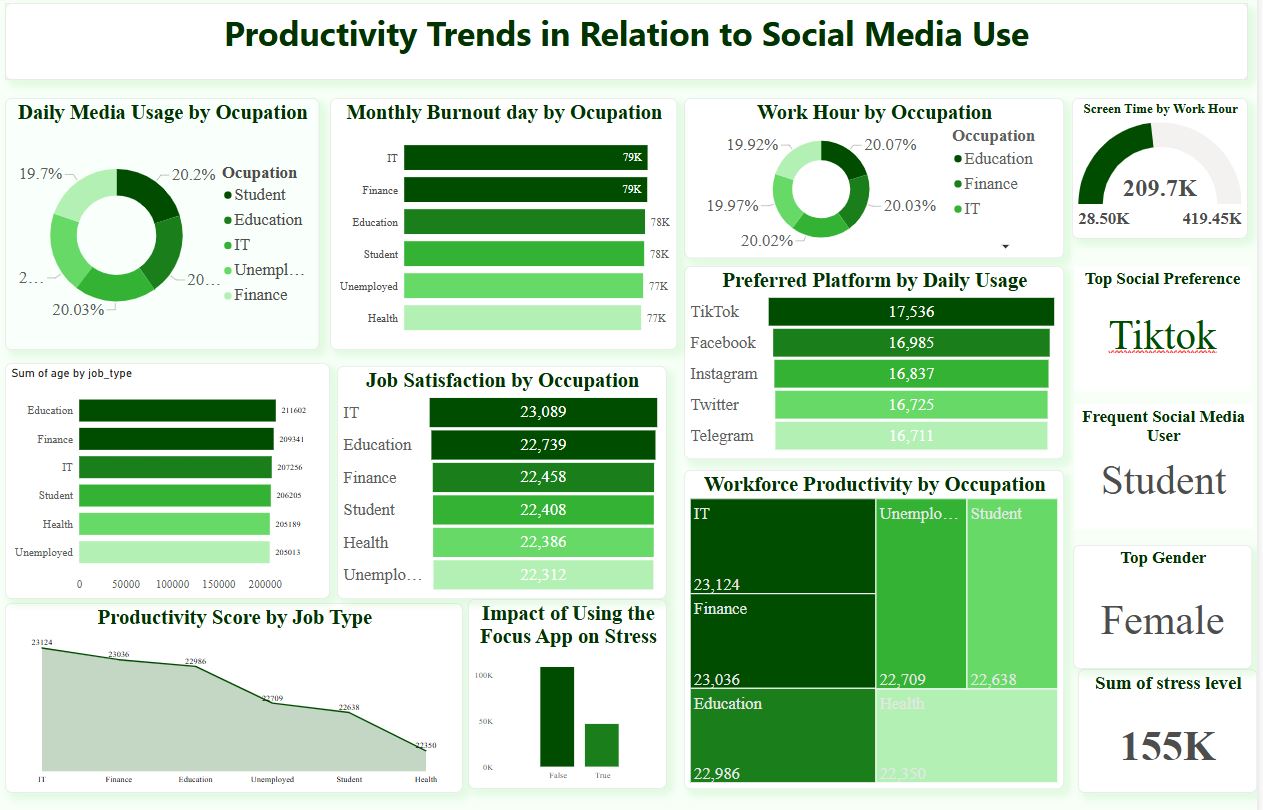 Productivity Trends in Relation to Social Media Use
Daily Media Usage by Ocupation
19.7%
20.2%
2…
20…
20.03%
Ocupation
Student
Education
IT
Unempl…
Finance
Monthly Burnout day by Ocupation
IT 79K
Finance 79K
Education 78K
Student 78K
Unemployed 77K
Health 77K
Work Hour by Occupation
19.92%
20.07%
19.97%
20.03%
20.02%
Occupation
Education
Finance
IT
Screen Time by Work Hour
209.7K
28.50K 419.45K
Preferred Platform by Daily Usage
TikTok 17,536
Facebook 16,985
Instagram 16,837
Twitter 16,725
Telegram 16,711
Top Social Preference
Tiktok
Sum of age by job_type
Education 211602
Finance 209341
IT 207256
Student 206205
Health 205189
Unemployed 205013
0 50000 100000 150000 200000
Job Satisfaction by Occupation
IT 23,089
Education 22,739
Finance 22,458
Student 22,408
Health 22,386
Unemplo… 22,312
Frequent Social Media
User
Student
Workforce Productivity by Occupation
IT
23,124
Finance
23,036
Education
22,986
Unemplo…
22,709
Student
22,638
Health
22,350
Top Gender
Female
Productivity Score by Job Type
23124
23036
22986
22709
22638
22350
IT Finance Education Unemployed Student Health
Impact of Using the
Focus App on Stress
100K
50K
0K
False True
Sum of stress level
155K